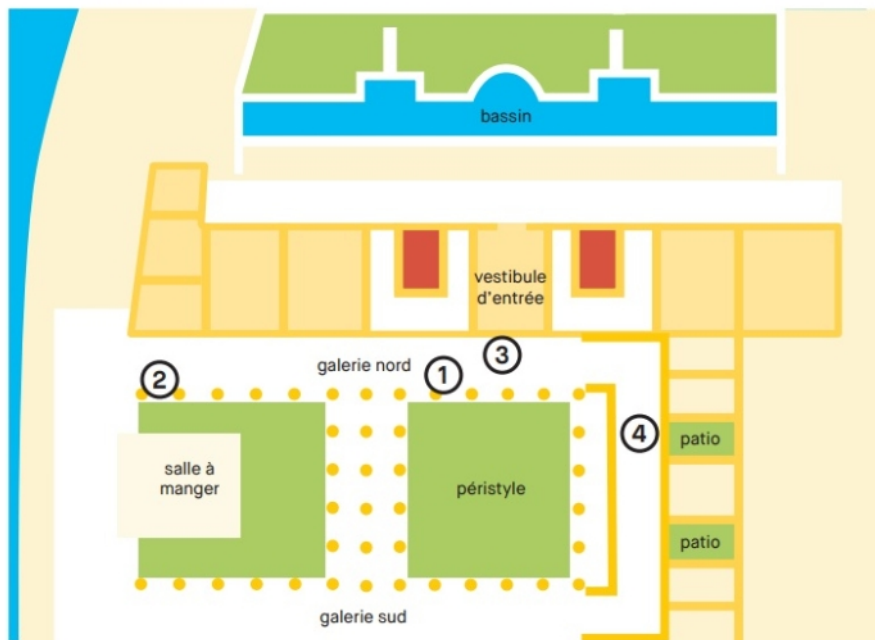 bassin
vestibule
d'entrée
3
galerie nord
1
2
4
patio
salle à
manger
péristyle
patio
galerie sud